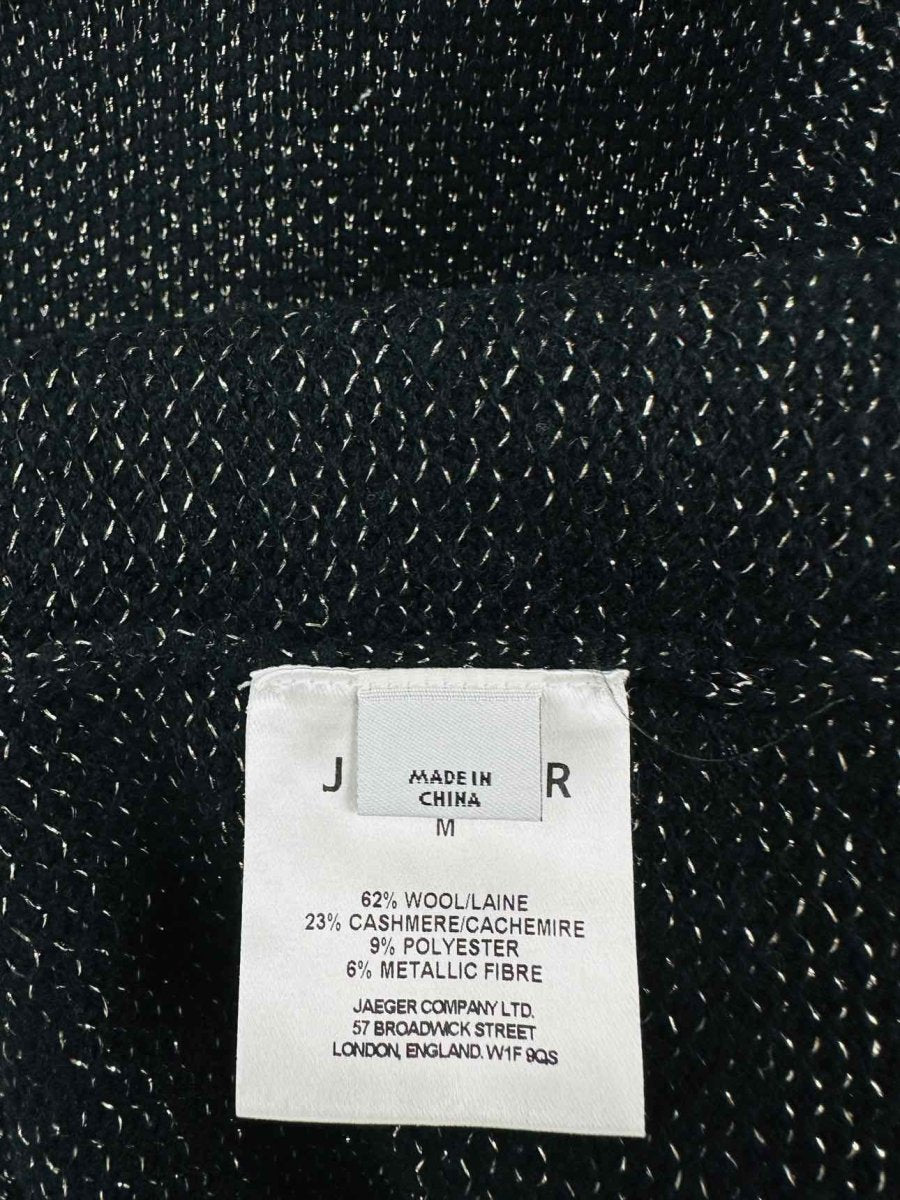 J R
MADE IN
CHINA
M
62% WOOL/LAINE
23% CASHMERE/CACHEMIRE
9% POLYESTER
6% METALLIC FIBRE
JAEGER COMPANY LTD.
57 BROADWICK STREET
LONDON, ENGLAND. W1F 9QS